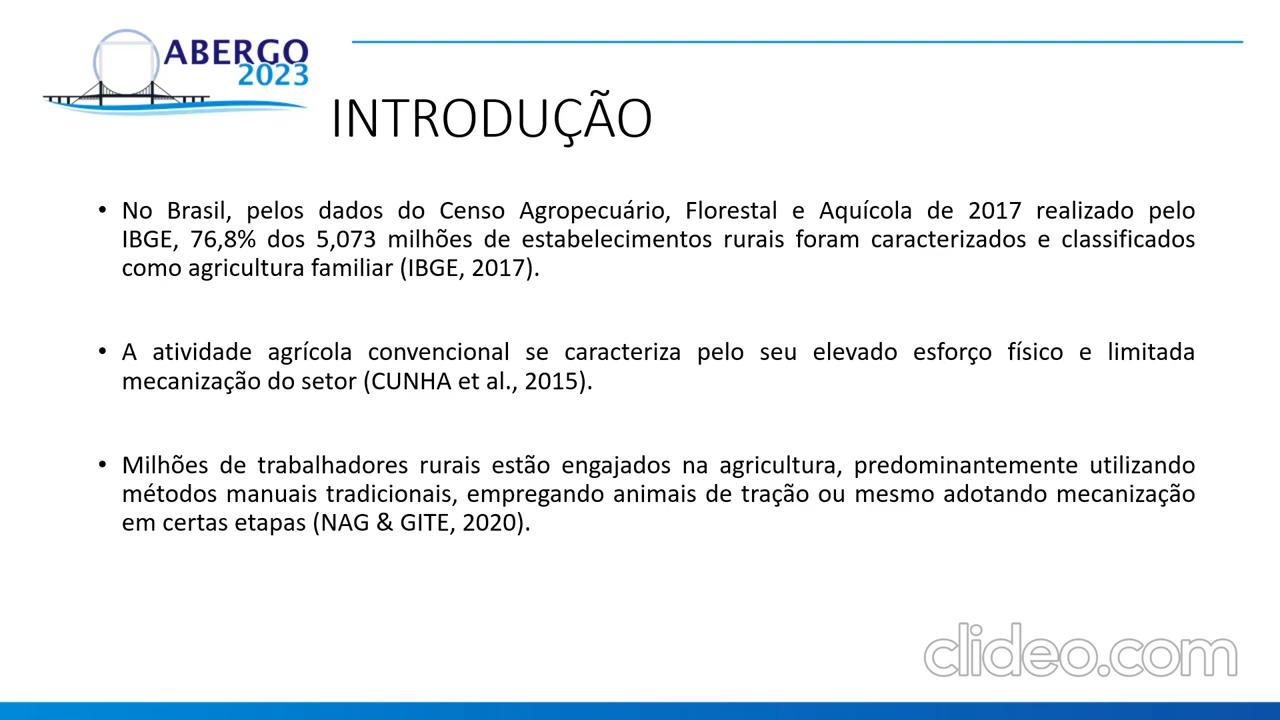 ABERGO
2023
INTRODUÇÃO
• No Brasil, pelos dados do Censo Agropecuário, Florestal e Aquícola de 2017 realizado pelo
IBGE, 76,8% dos 5,073 milhões de estabelecimentos rurais foram caracterizados e classificados
como agricultura familiar (IBGE, 2017).
• A atividade agrícola convencional se caracteriza pelo seu elevado esforço físico e limitada
mecanização do setor (CUNHA et al., 2015).
• Milhões de trabalhadores rurais estão engajados na agricultura, predominantemente utilizando
métodos manuais tradicionais, empregando animais de tração ou mesmo adotando mecanização
em certas etapas (NAG & GITE, 2020).
clideo.com